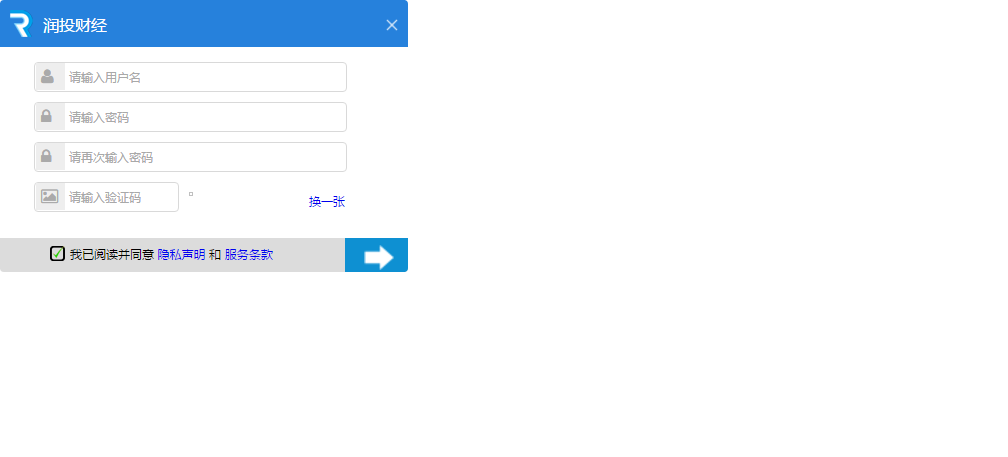 润投财经
请输入用户名
请输入密码
请再次输入密码
请输入验证码 换一张
我已阅读并同意 隐私声明 和 服务条款